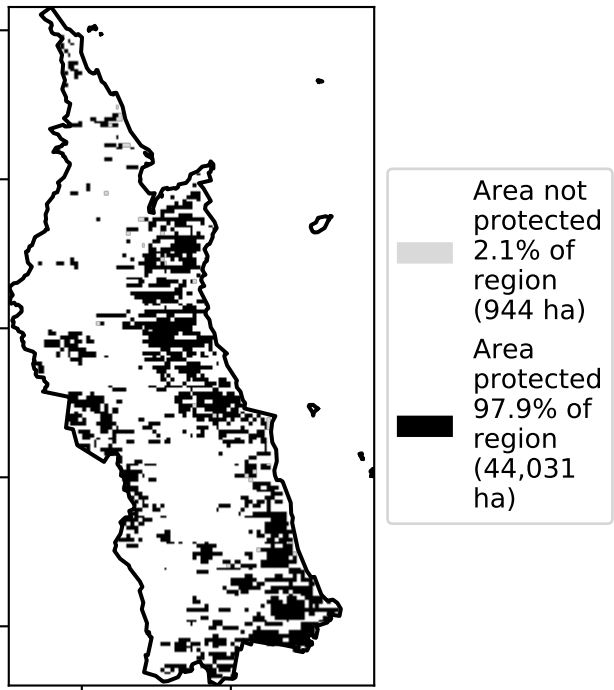 Area not
protected
2.1% of
region
(944 ha)
Area
protected
97.9% of
region
(44,031
ha)